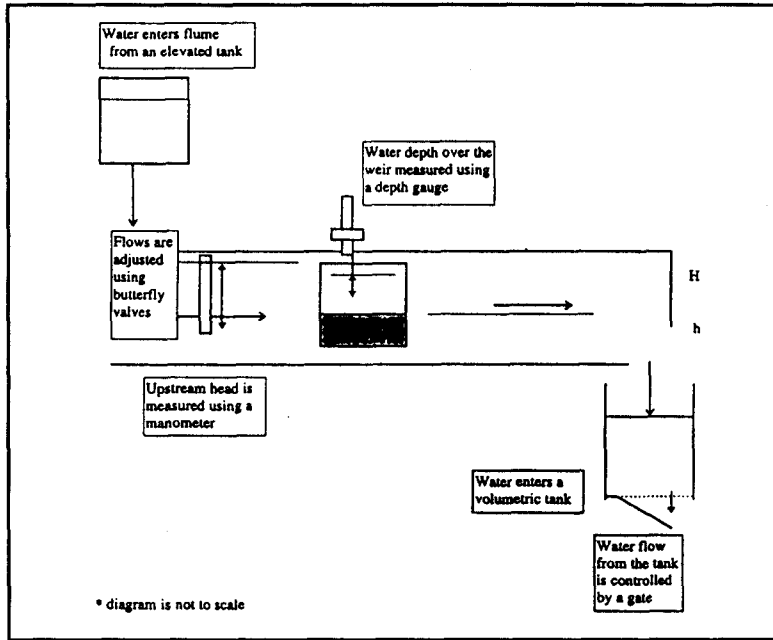 Water enters flume
from an elevated tank
Water depth over the
weir measured using
a depth gauge
Flows are
adjusted
using
butterfly
valves
H
h
Upstream head is
measured using a
manometer
Water enters a
volumetric tank
Water flow
from the tank
is controlled
by a gate
* diagram is not to scale